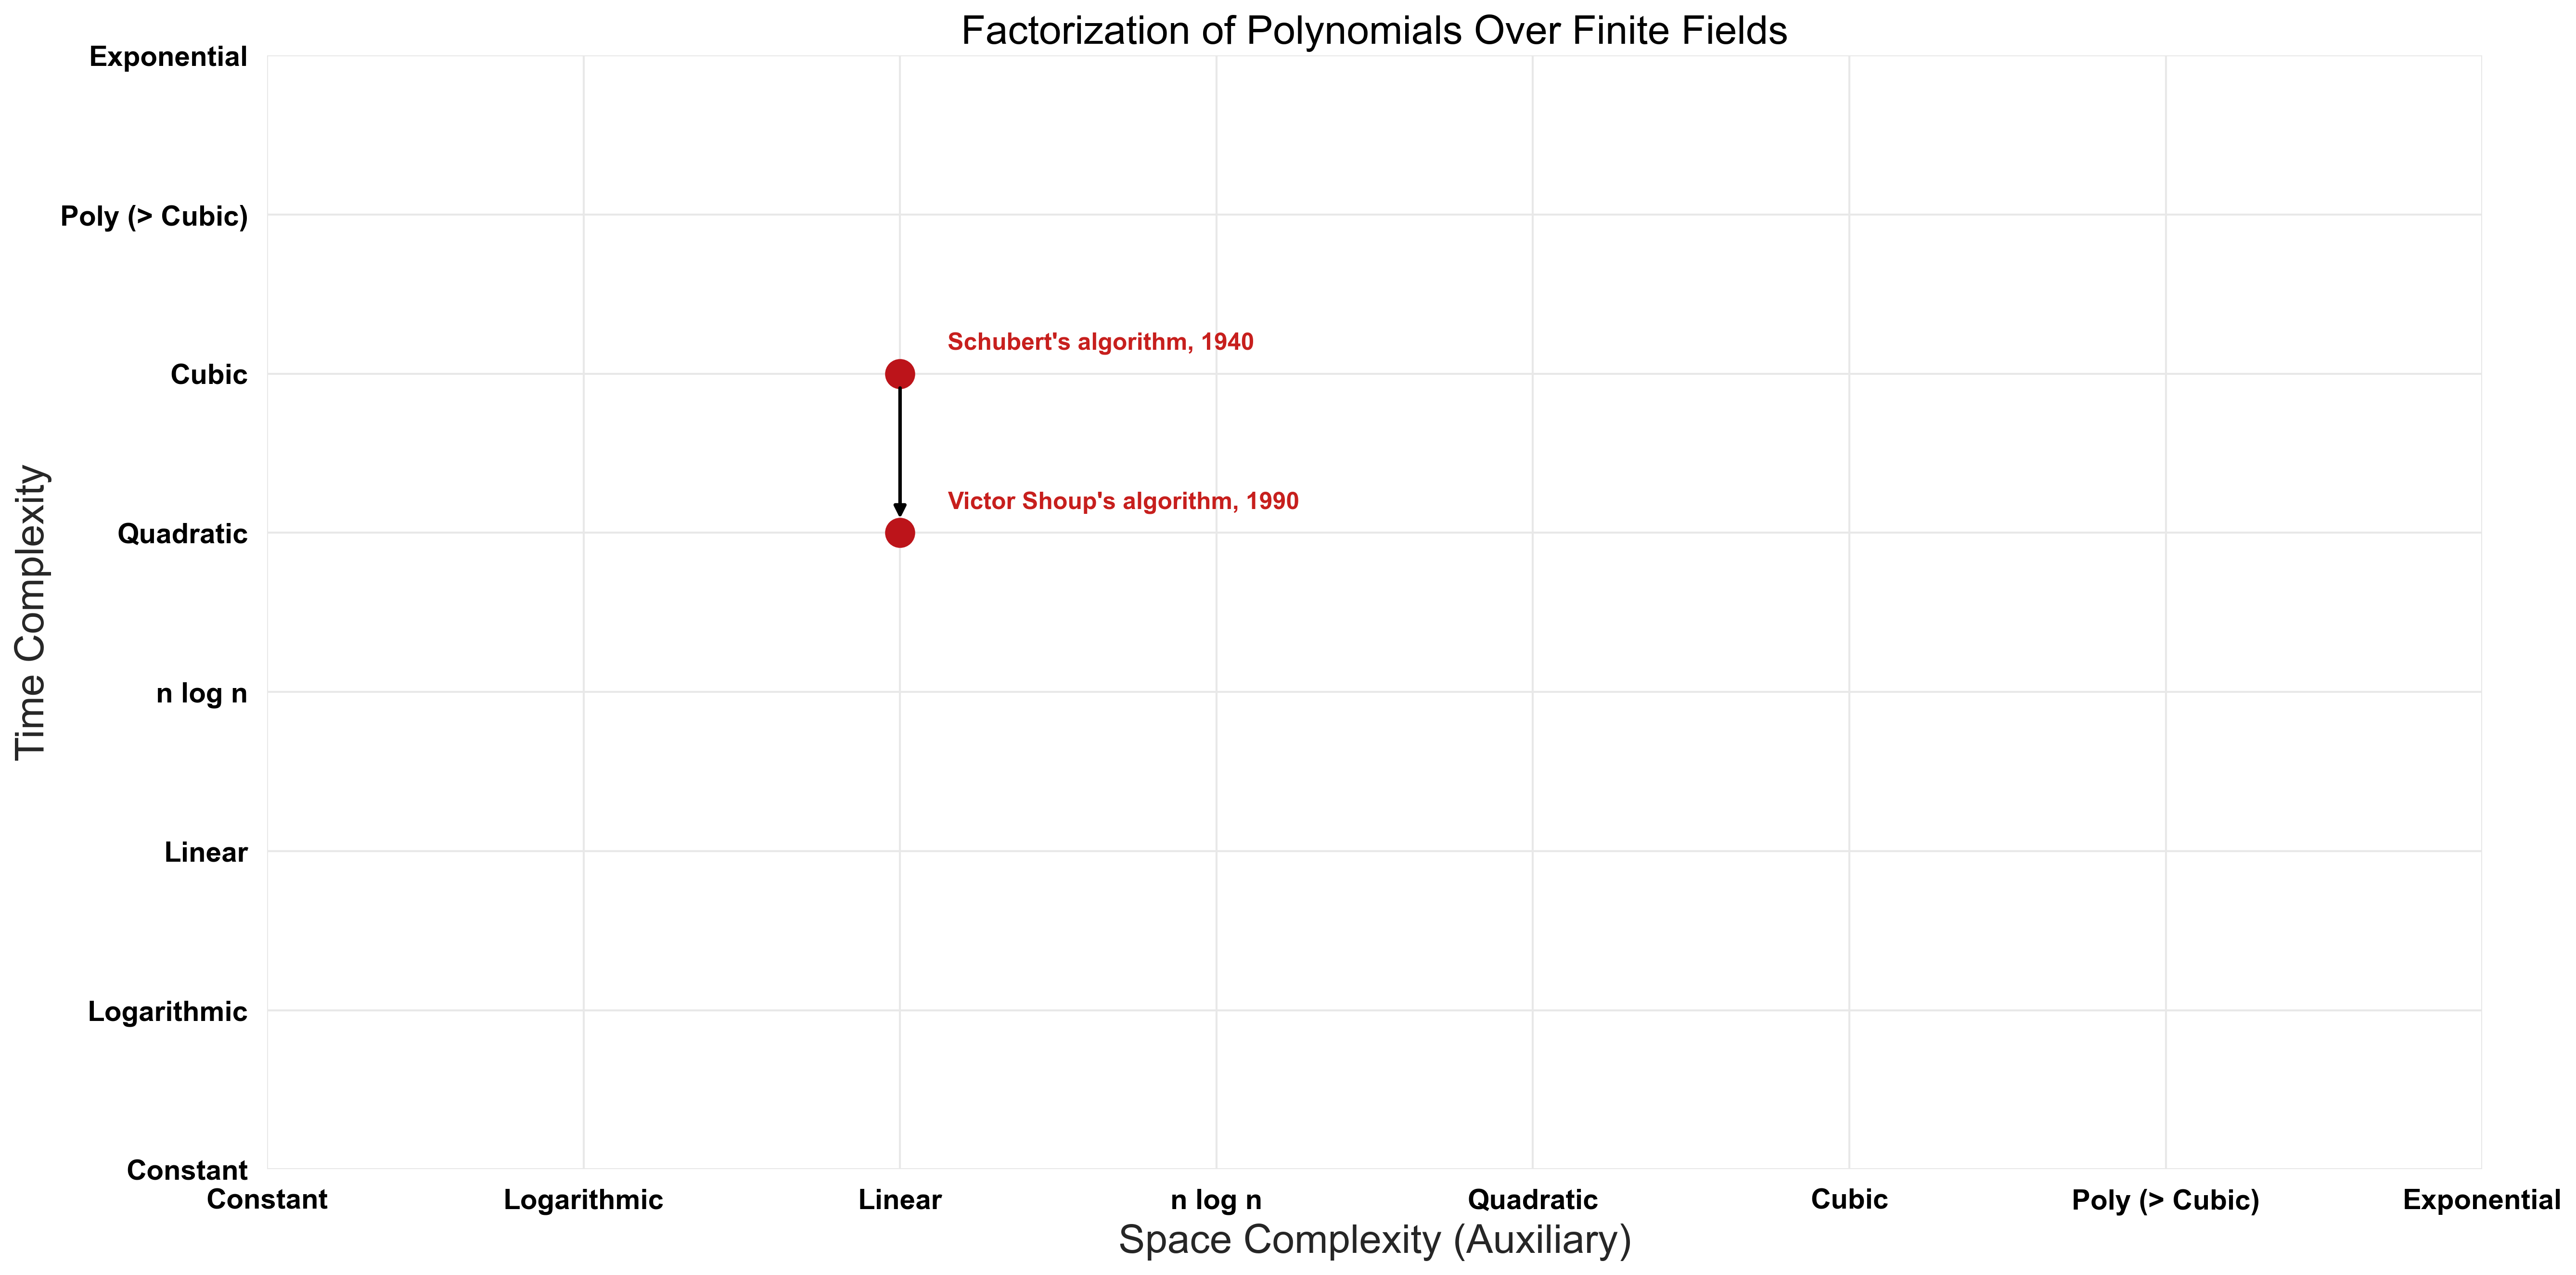 Factorization of Polynomials Over Finite Fields
Exponential
Poly (> Cubic)
Cubic
Quadratic
n log n
Linear
Logarithmic
Constant
Time Complexity
Schubert's algorithm, 1940
Victor Shoup's algorithm, 1990
Constant
Logarithmic
Linear
n log n
Quadratic
Cubic
Poly (> Cubic)
Exponential
Space Complexity (Auxiliary)